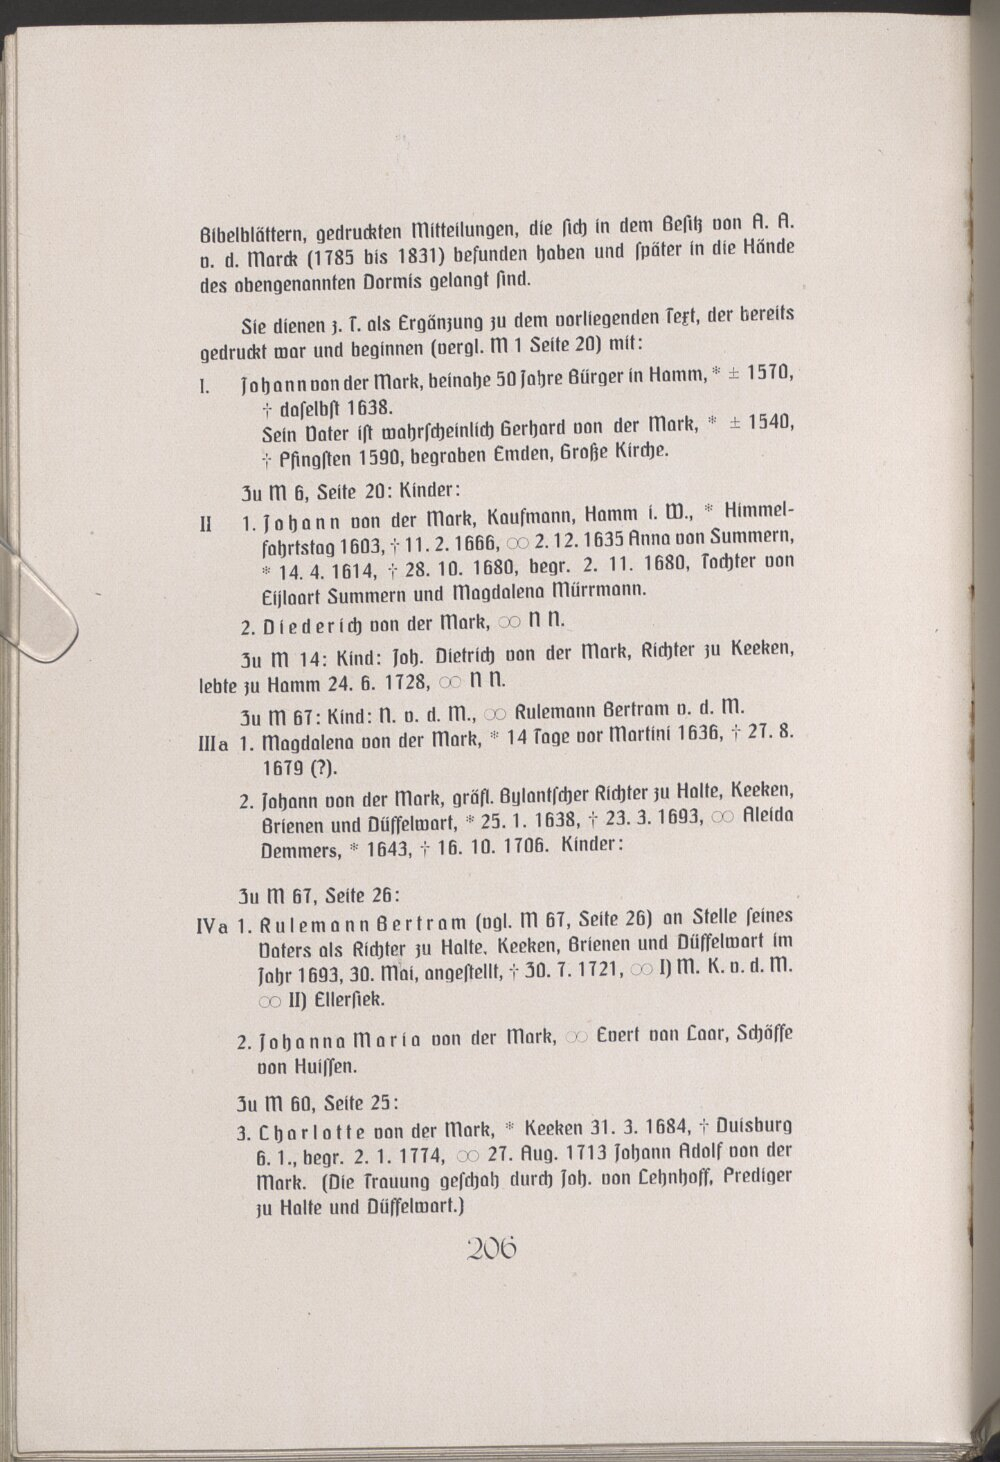 Bibelblättern, gedruckten Mitteilungen, die sich in dem Besitz von A. A.
v. d. Marck (1785 bis 1831) befunden haben und später in die Hände
des obengenannten Dormis gelangt sind.
Sie dienen z. T. als Ergänzung zu dem vorliegenden Text, der bereits
gedruckt war und beginnen (vergl. M 1 Seite 20) mit:
I. Johann von der Mark, beinahe 50 Jahre Bürger in Hamm, * ± 1570,
† daselbst 1638.
Sein Vater ist wahrscheinlich Gerhard von der Mark, * ± 1540,
† Pfingsten 1590, begraben Emden, Große Kirche.
Zu M 6, Seite 20: Kinder:
II 1. Johann von der Mark, Kaufmann, Hamm i. W., * Himmel-
fahrtstag 1603, † 11. 2. 1666, ∞ 2. 12. 1635 Anna van Summern,
* 14. 4. 1614, † 28. 10. 1680, begr. 2. 11. 1680, Tochter von
Eijlaart Summern und Magdalena Mürrmann.
2. Diederich von der Mark, ∞ N N.
Zu M 14: Kind: Joh. Dietrich von der Mark, Richter zu Keeken,
lebte zu Hamm 24. 6. 1728, ∞ N N.
Zu M 67: Kind: N. v. d. M., ∞ Rulemann Bertram v. d. M.
IIIa 1. Magdalena von der Mark, * 14 Tage vor Martini 1636, † 27. 8.
1679 (?).
2. Johann von der Mark, gräfl. Bylantscher Richter zu Halte, Keeken,
Brienen und Düffelwart, * 25. 1. 1638, † 23. 3. 1693, ∞ Aleida
Demmers, * 1643, † 16. 10. 1706. Kinder:
Zu M 67, Seite 26:
IVa 1. Rulemann Bertram (vgl. M 67, Seite 26) an Stelle seines
Vaters als Richter zu Halte, Keeken, Brienen und Düffelwart im
Jahr 1693, 30. Mai, angestellt, † 30. 7. 1721, ∞ I) M. K. v. d. M.
∞ II) Ellersiek.
2. Johanna Maria von der Mark, ∞ Evert van Laar, Schöffe
von Huissen.
Zu M 60, Seite 25:
3. Charlotte von der Mark, * Keeken 31. 3. 1684, † Duisburg
6. 1., begr. 2. 1. 1774, ∞ 27. Aug. 1713 Johann Adolf von der
Mark. (Die Trauung geschah durch Joh. von Lehnhoff, Prediger
zu Halte und Düffelwart.)
206